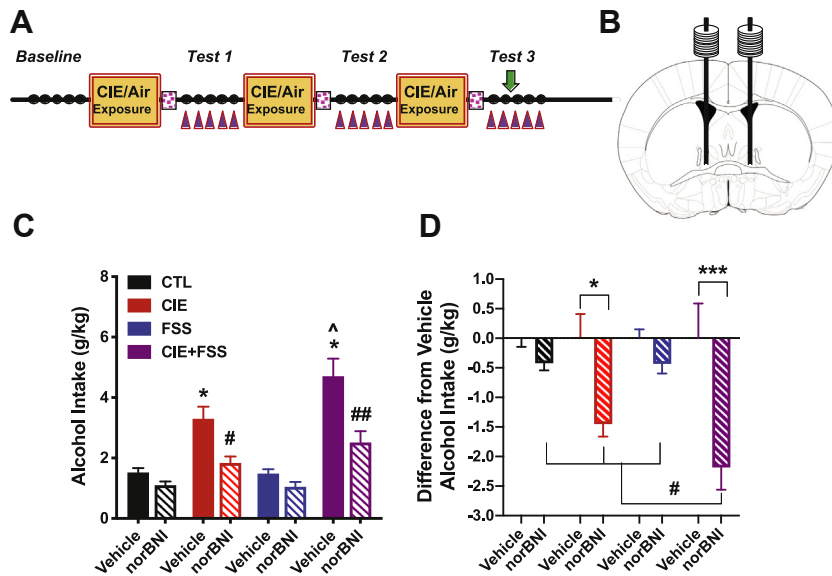 A
Baseline
Test 1
Test 2
Test 3
CIE/Air
Exposure
CIE/Air
Exposure
CIE/Air
Exposure
B
C
Alcohol Intake (g/kg)
8
6
4
2
0
CTL
CIE
FSS
CIE+FSS
*
#
^
*
##
Vehicle
norBNI
Vehicle
norBNI
Vehicle
norBNI
Vehicle
norBNI
D
Difference from Vehicle
Alcohol Intake (g/kg)
1.0
0.5
0.0
-0.5
-1.0
-1.5
-2.0
-2.5
-3.0
*
***
#
Vehicle
norBNI
Vehicle
norBNI
Vehicle
norBNI
Vehicle
norBNI